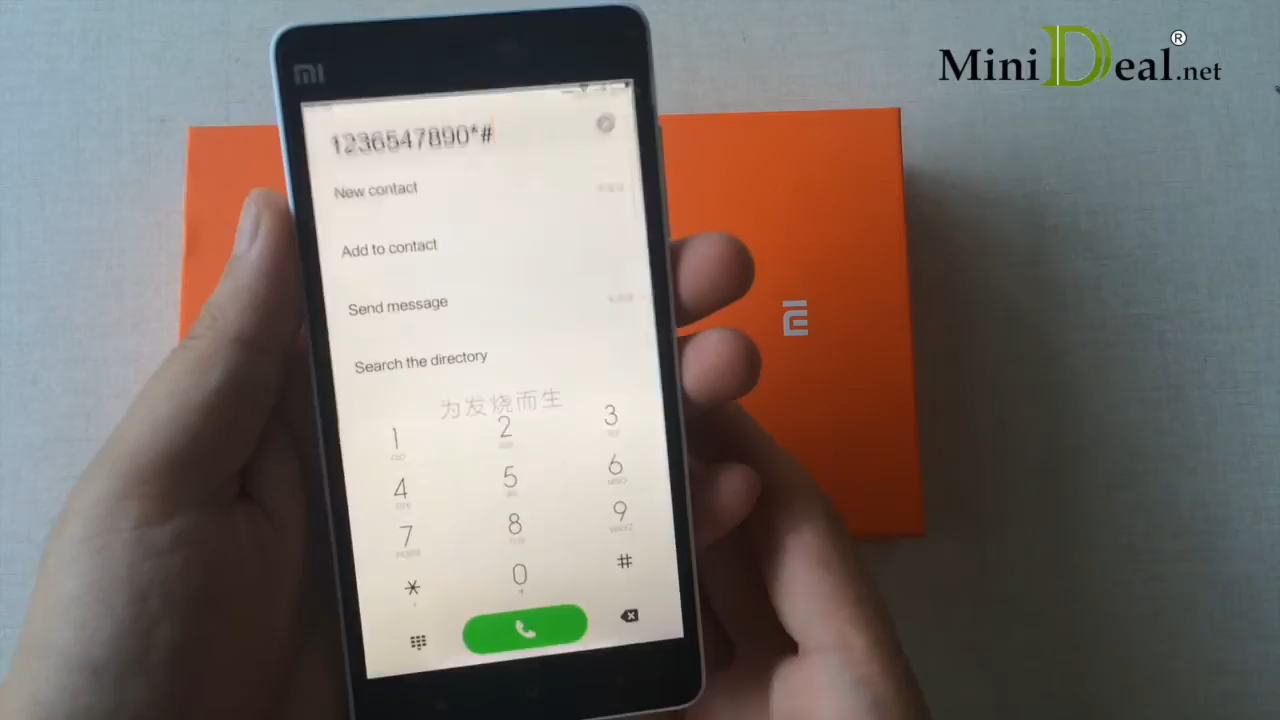 MiniDeal.net
®
mi
1236547890*#
New contact
Add to contact
Send message
Search the directory
为发烧而生
1 2 3
4 5 6
7 8 9
* 0 #
+